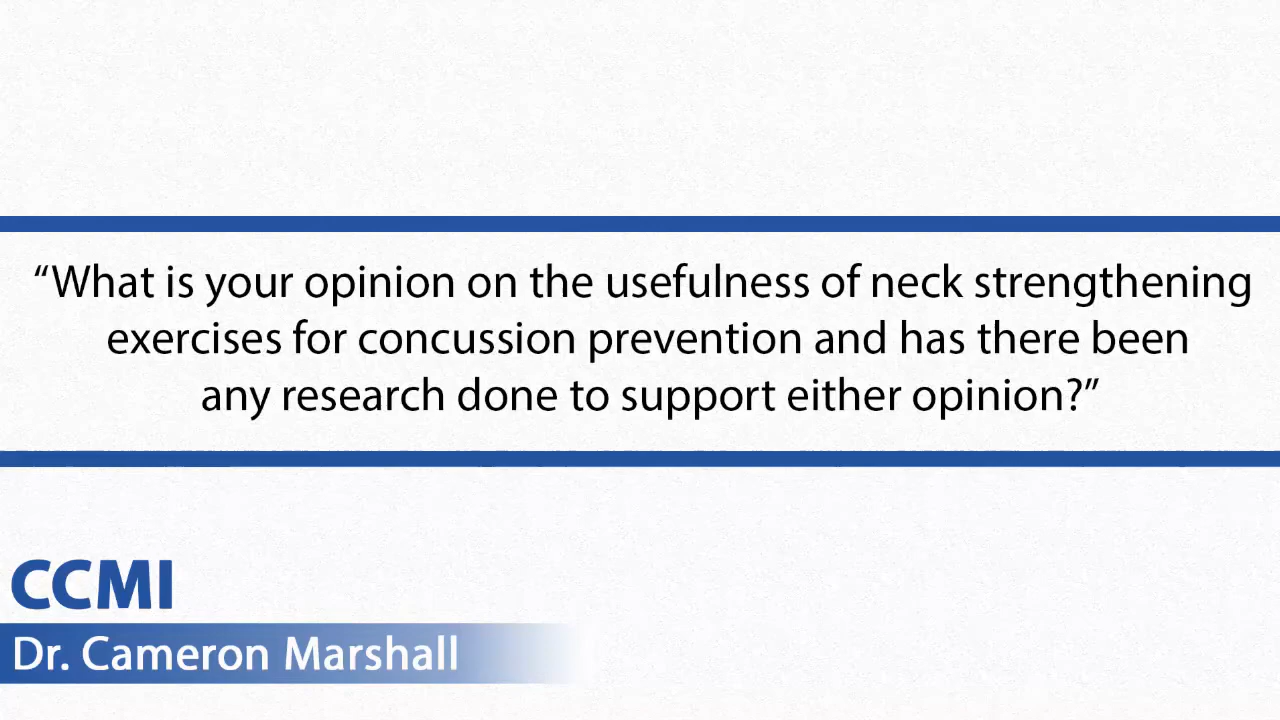 “What is your opinion on the usefulness of neck strengthening
exercises for concussion prevention and has there been
any research done to support either opinion?”
CCMI
Dr. Cameron Marshall